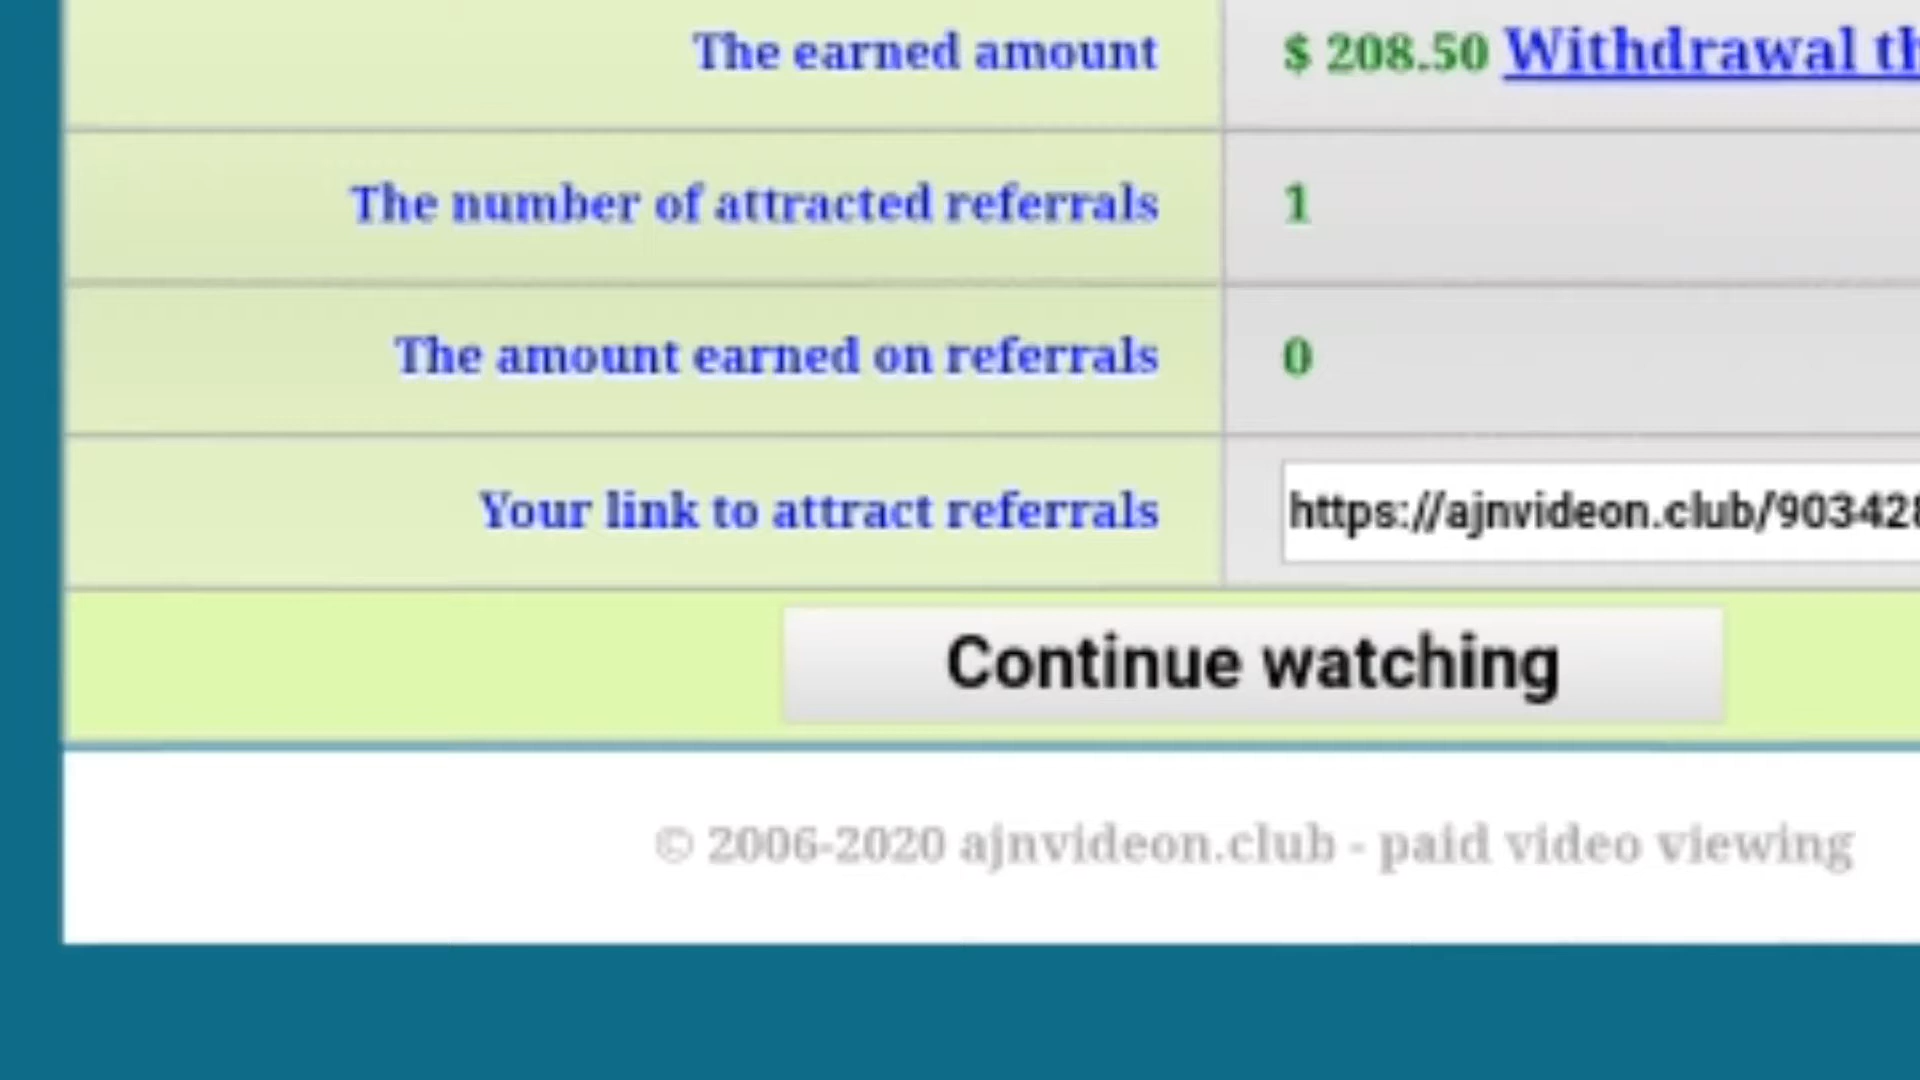 The earned amount $ 208.50 Withdrawal
The number of attracted referrals 1
The amount earned on referrals 0
Your link to attract referrals https://ajnvideon.club/90342
Continue watching
© 2006-2020 ajnvideon.club - paid video viewing